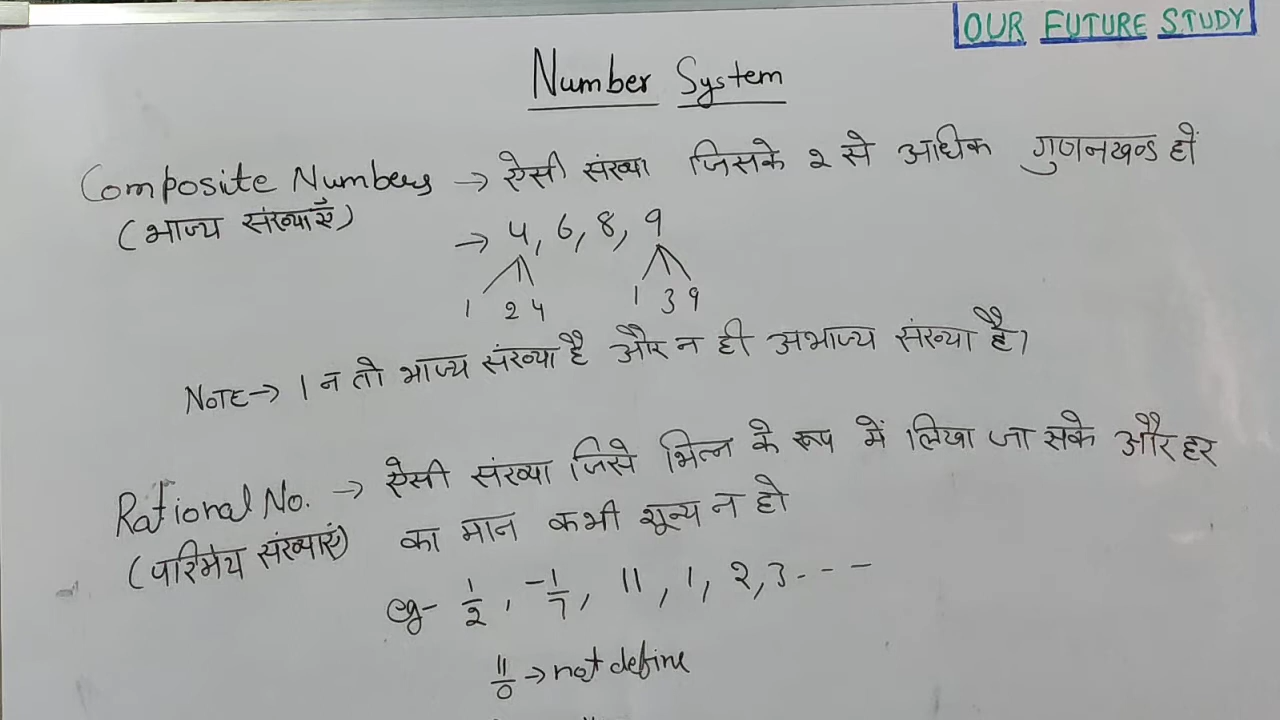 OUR FUTURE STUDY
Number System
Composite Numbers → ऐसी संख्या जिसके 2 से अधिक गुणनखण्ड हों
(भाज्य संख्याएँ)
→ 4, 6, 8, 9
1 2 4 1 3 9
NOTE → 1 न तो भाज्य संख्या है और न ही अभाज्य संख्या है।
Rational No. → ऐसी संख्या जिसे भिन्न के रूप में लिखा जा सके और हर
(परिमेय संख्याएं) का मान कभी शून्य न हो
eg- 1/2, -1/7, 11, 1, 2, 3 - - -
11/0 → not define